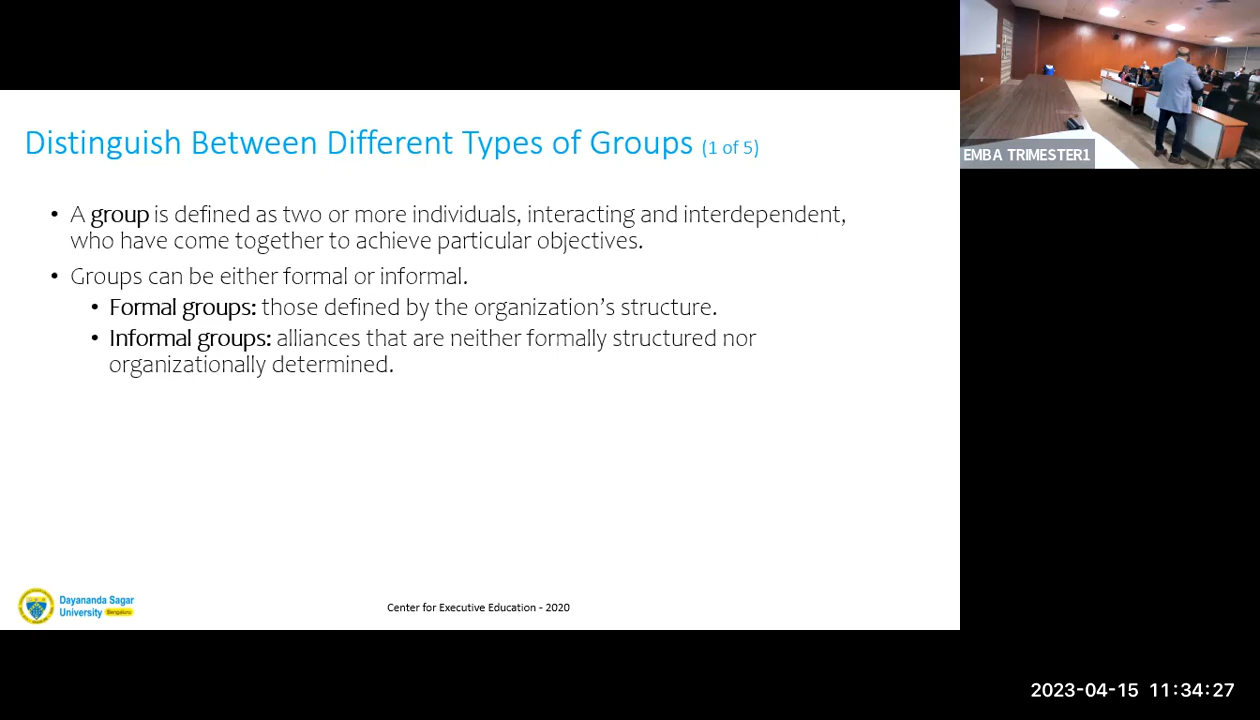 Distinguish Between Different Types of Groups (1 of 5)
• A group is defined as two or more individuals, interacting and interdependent,
who have come together to achieve particular objectives.
• Groups can be either formal or informal.
• Formal groups: those defined by the organization’s structure.
• Informal groups: alliances that are neither formally structured nor
organizationally determined.
Dayananda Sagar
University Bengaluru
Center for Executive Education - 2020
EMBA TRIMESTER1
2023-04-15 11:34:27